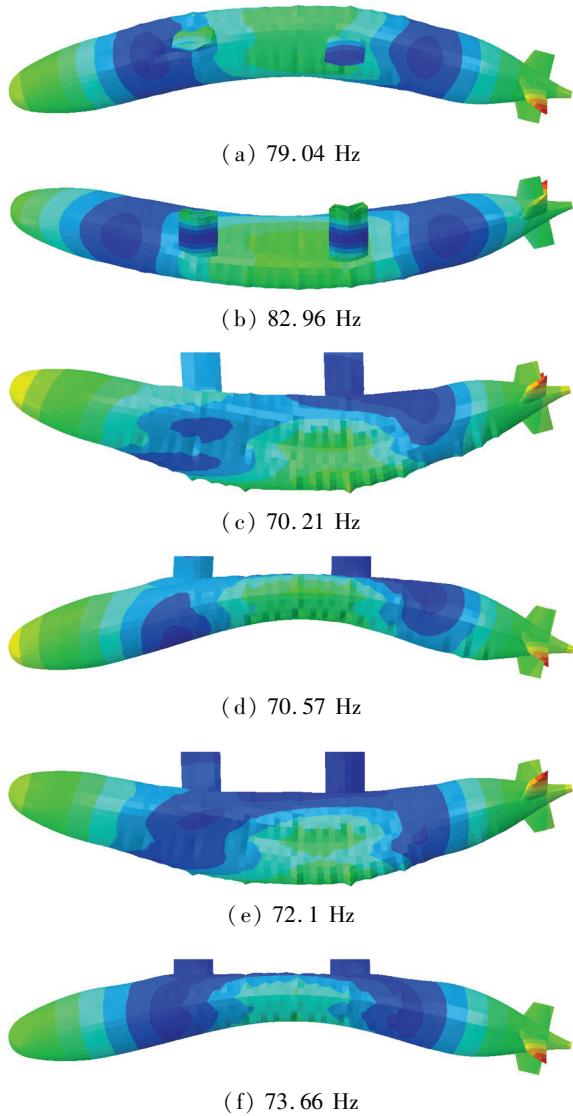 (a) 79.04 Hz
(b) 82.96 Hz
(c) 70.21 Hz
(d) 70.57 Hz
(e) 72.1 Hz
(f) 73.66 Hz